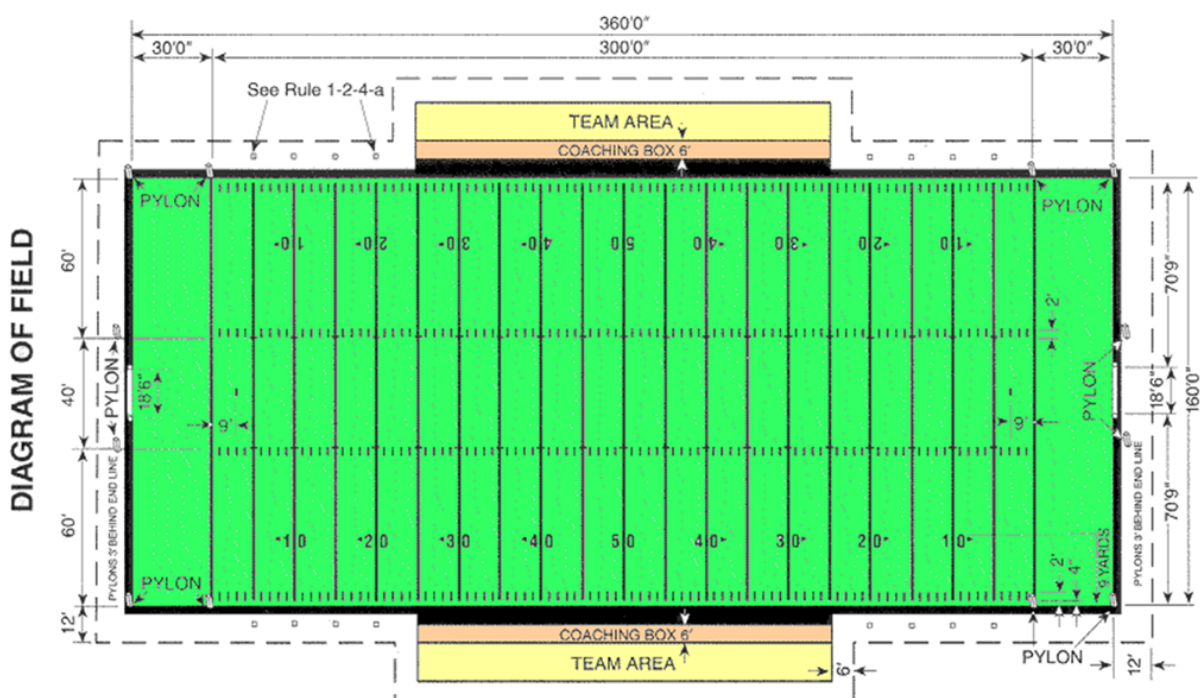 360'0"
30'0"
300'0"
30'0"
See Rule 1-2-4-a
TEAM AREA
COACHING BOX 6'
PYLON
PYLON
10 20 30 40 50 40 30 20 10
DIAGRAM OF FIELD
60'
40'
60'
12'
PYLON
18'6"
9'
PYLONS 3' BEHIND END LINE
2'
9'
PYLON
70'9"
18'6"
70'9"
160'0"
PYLONS 3' BEHIND END LINE
10 20 30 40 50 40 30 20 10
PYLON
2'
4"
9 YARDS
COACHING BOX 6'
TEAM AREA
6'
PYLON
12'